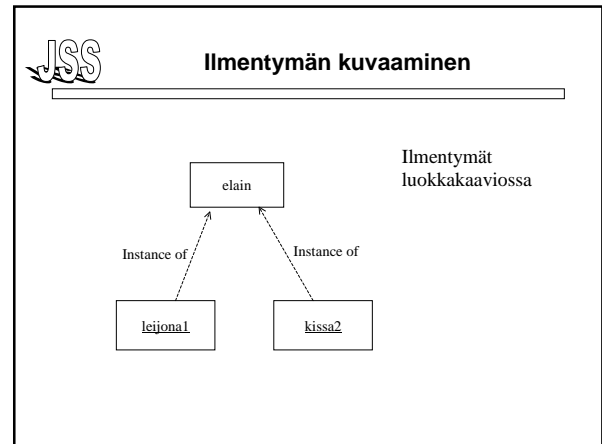 JSS
Ilmentymän kuvaaminen
Ilmentymät
luokkakaaviossa
elain
Instance of
Instance of
leijona1
kissa2